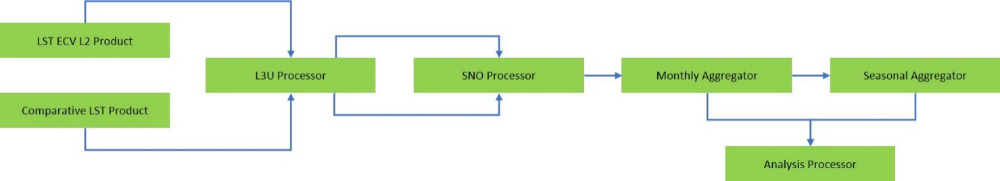 LST ECV L2 Product
L3U Processor
SNO Processor
Monthly Aggregator
Seasonal Aggregator
Comparative LST Product
Analysis Processor